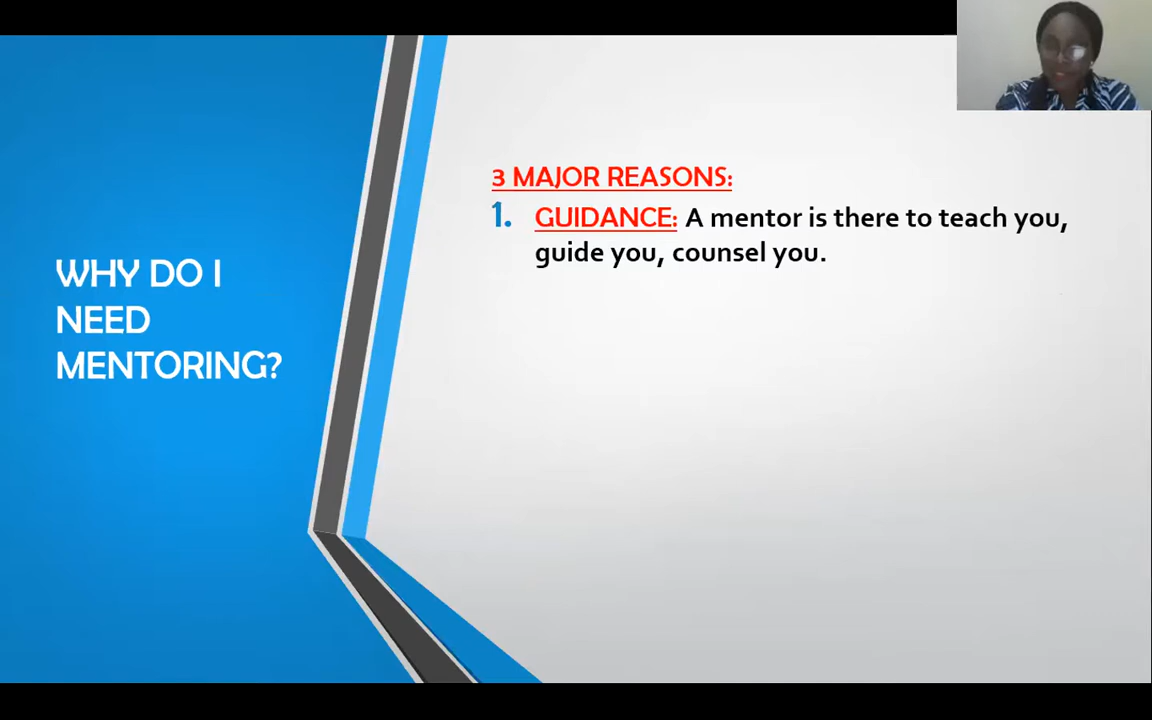 WHY DO I
NEED
MENTORING?
3 MAJOR REASONS:
1. GUIDANCE: A mentor is there to teach you,
guide you, counsel you.